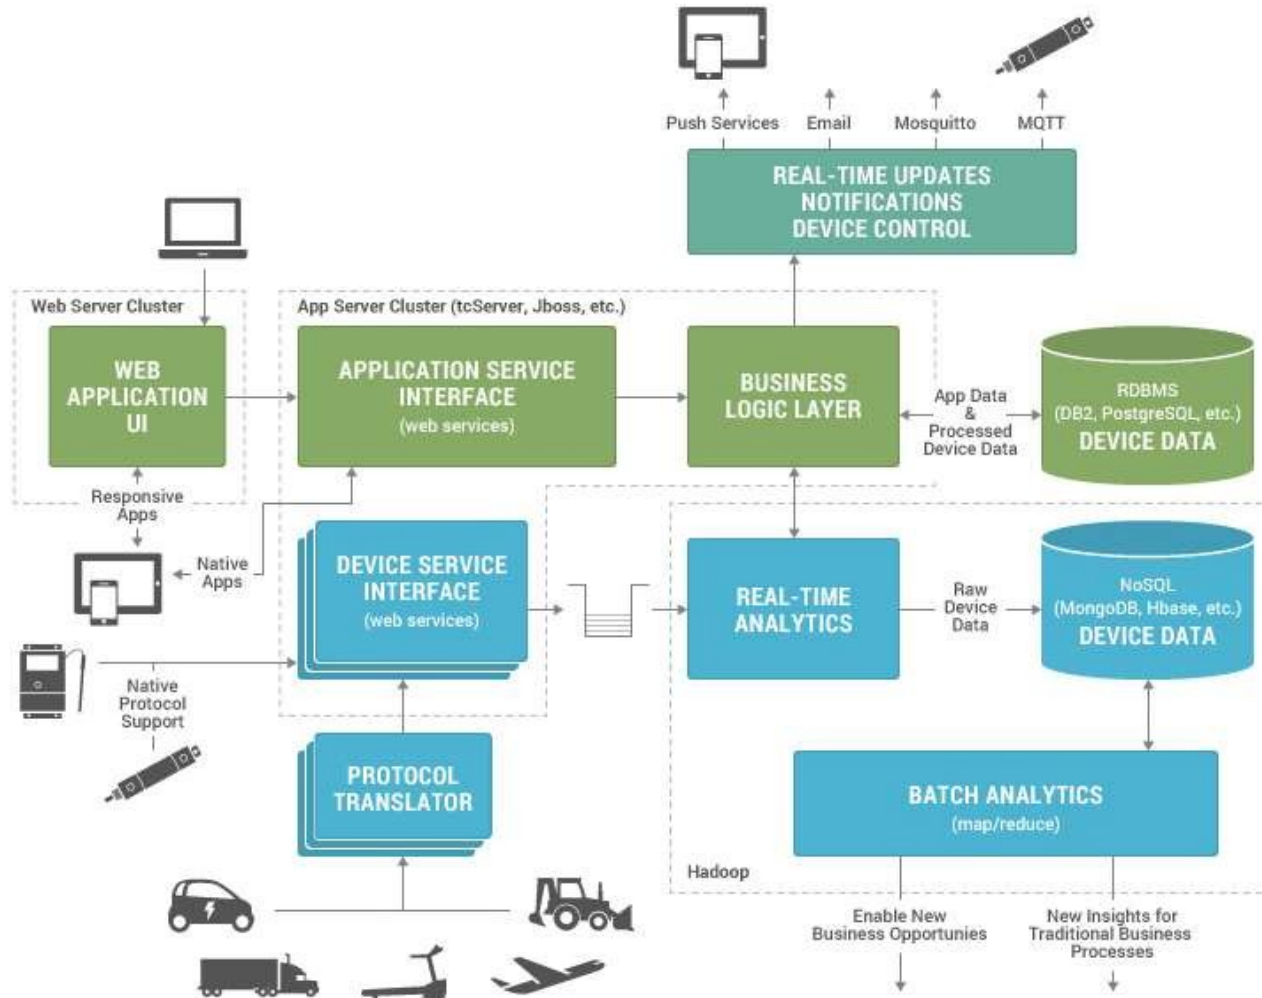 Push Services
Email
Mosquitto
MQTT
REAL-TIME UPDATES
NOTIFICATIONS
DEVICE CONTROL
Web Server Cluster
App Server Cluster (tcServer, Jboss, etc.)
WEB
APPLICATION
UI
APPLICATION SERVICE
INTERFACE
(web services)
BUSINESS
LOGIC LAYER
App Data
&
Processed
Device Data
RDBMS
(DB2, PostgreSQL, etc.)
DEVICE DATA
Responsive
Apps
Native
Apps
DEVICE SERVICE
INTERFACE
(web services)
REAL-TIME
ANALYTICS
Raw
Device
Data
NoSQL
(MongoDB, Hbase, etc.)
DEVICE DATA
Native
Protocol
Support
PROTOCOL
TRANSLATOR
BATCH ANALYTICS
(map/reduce)
Hadoop
Enable New
Business Opportunies
New Insights for
Traditional Business
Processes